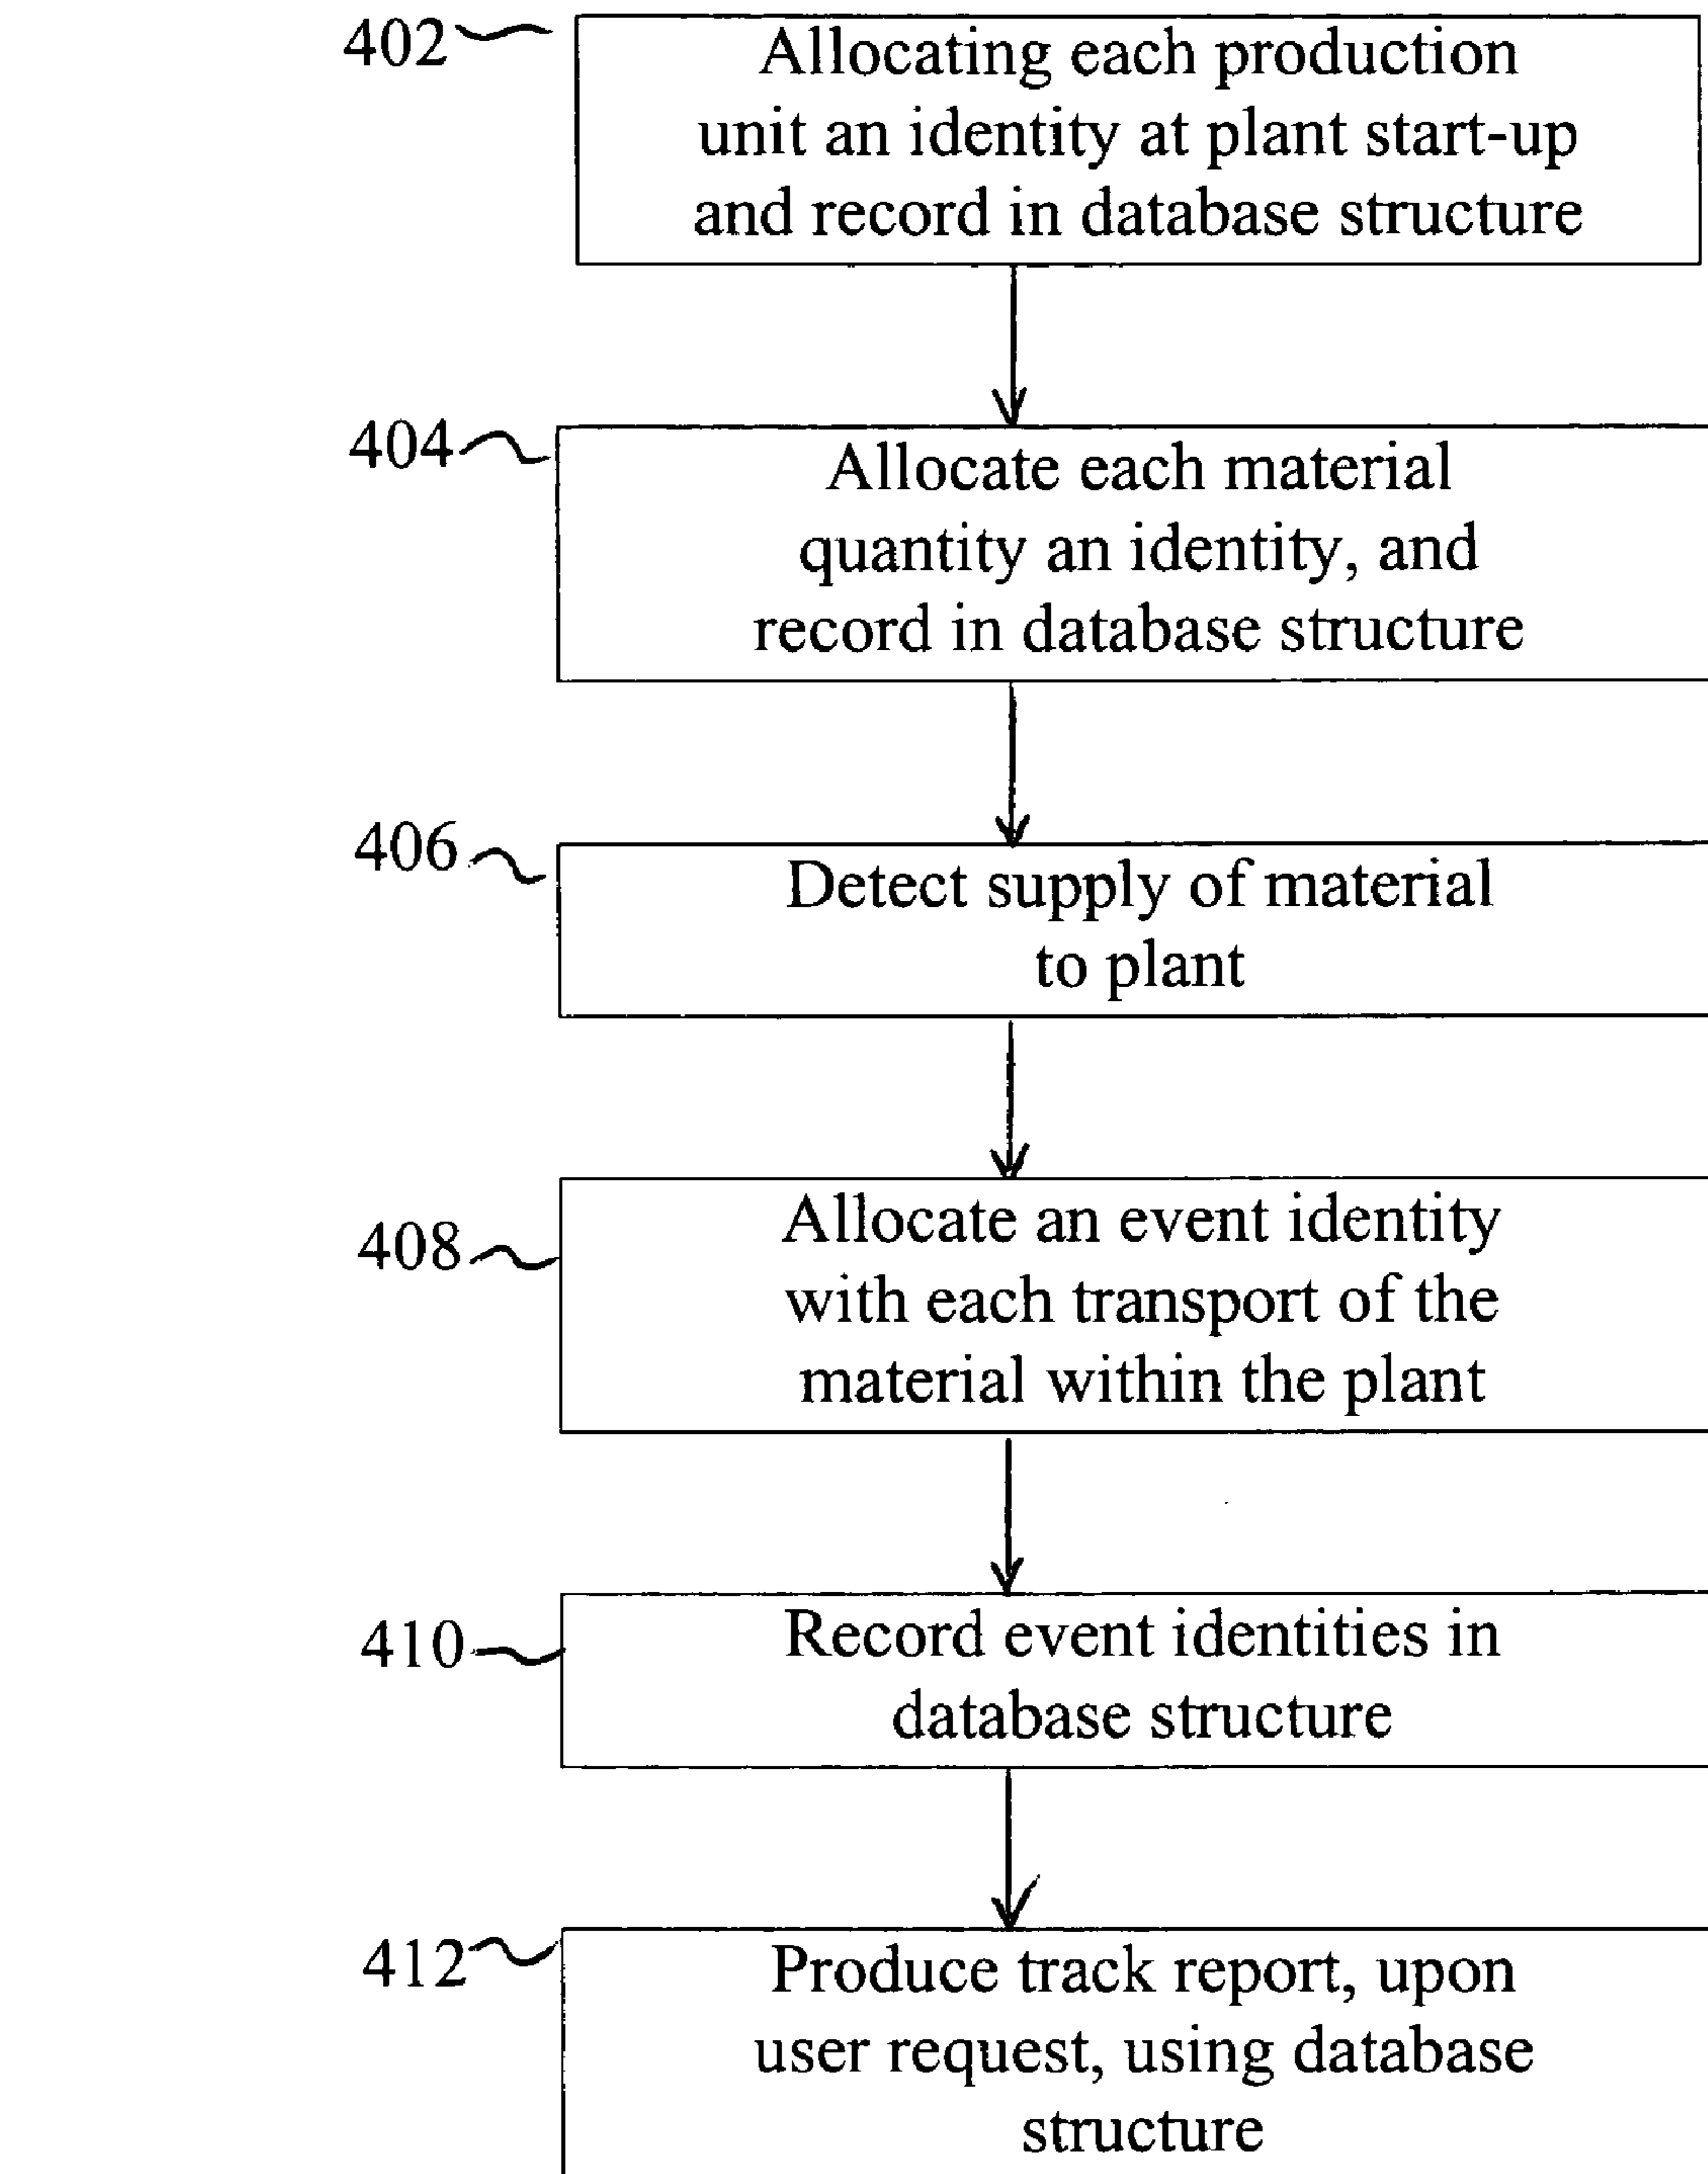 402
Allocating each production
unit an identity at plant start-up
and record in database structure
404
Allocate each material
quantity an identity, and
record in database structure
406
Detect supply of material
to plant
408
Allocate an event identity
with each transport of the
material within the plant
410
Record event identities in
database structure
412
Produce track report, upon
user request, using database
structure